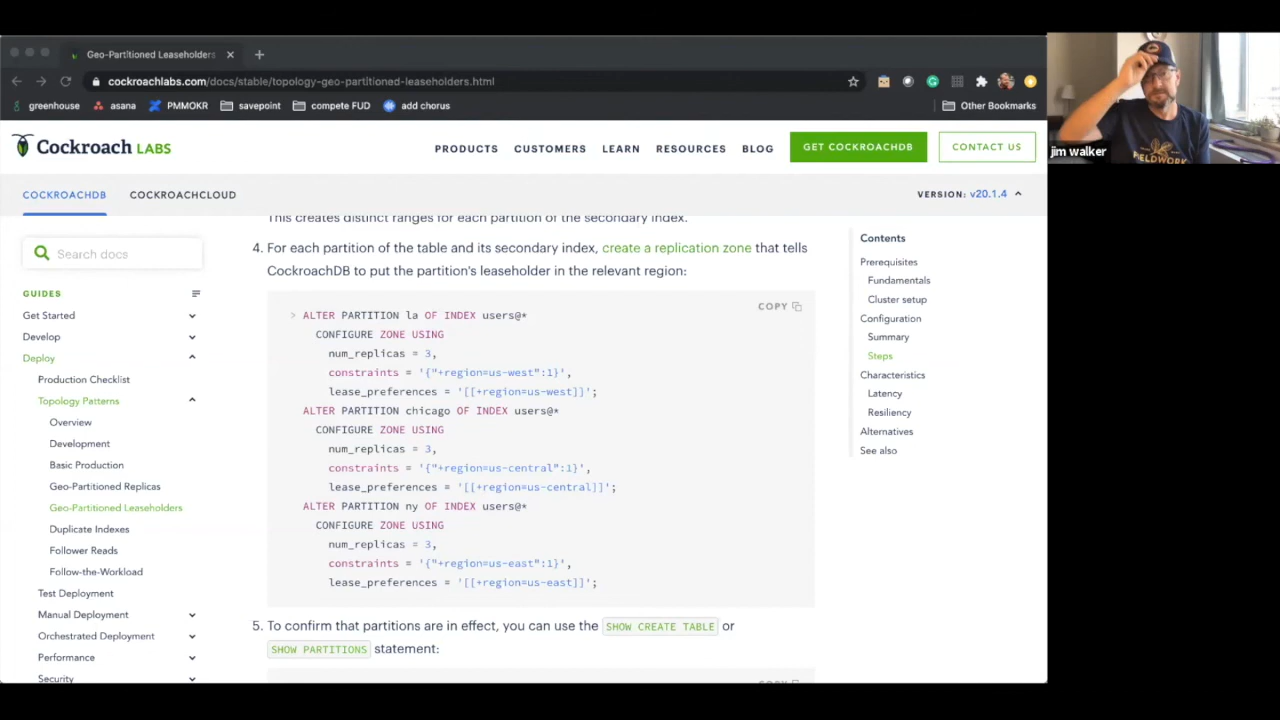 Geo-Partitioned Leaseholders
cockroachlabs.com/docs/stable/topology-geo-partitioned-leaseholders.html
greenhouse asana PMMOKR savepoint compete FUD add chorus Other Bookmarks
Cockroach LABS PRODUCTS CUSTOMERS LEARN RESOURCES BLOG GET COCKROACHDB CONTACT US
jim walker
FIELDWORK
COCKROACHDB COCKROACHCLOUD VERSION: v20.1.4
Search docs
GUIDES
Get Started
Develop
Deploy
Production Checklist
Topology Patterns
Overview
Development
Basic Production
Geo-Partitioned Replicas
Geo-Partitioned Leaseholders
Duplicate Indexes
Follower Reads
Follow-the-Workload
Test Deployment
Manual Deployment
Orchestrated Deployment
Performance
Security
This creates distinct ranges for each partition of the secondary index.
4. For each partition of the table and its secondary index, create a replication zone that tells
CockroachDB to put the partition's leaseholder in the relevant region:
COPY
> ALTER PARTITION la OF INDEX users@*
CONFIGURE ZONE USING
num_replicas = 3,
constraints = '{"+region=us-west":1}',
lease_preferences = '[[+region=us-west]]';
ALTER PARTITION chicago OF INDEX users@*
CONFIGURE ZONE USING
num_replicas = 3,
constraints = '{"+region=us-central":1}',
lease_preferences = '[[+region=us-central]]';
ALTER PARTITION ny OF INDEX users@*
CONFIGURE ZONE USING
num_replicas = 3,
constraints = '{"+region=us-east":1}',
lease_preferences = '[[+region=us-east]]';
5. To confirm that partitions are in effect, you can use the SHOW CREATE TABLE or
SHOW PARTITIONS statement:
COPY
Contents
Prerequisites
Fundamentals
Cluster setup
Configuration
Summary
Steps
Characteristics
Latency
Resiliency
Alternatives
See also